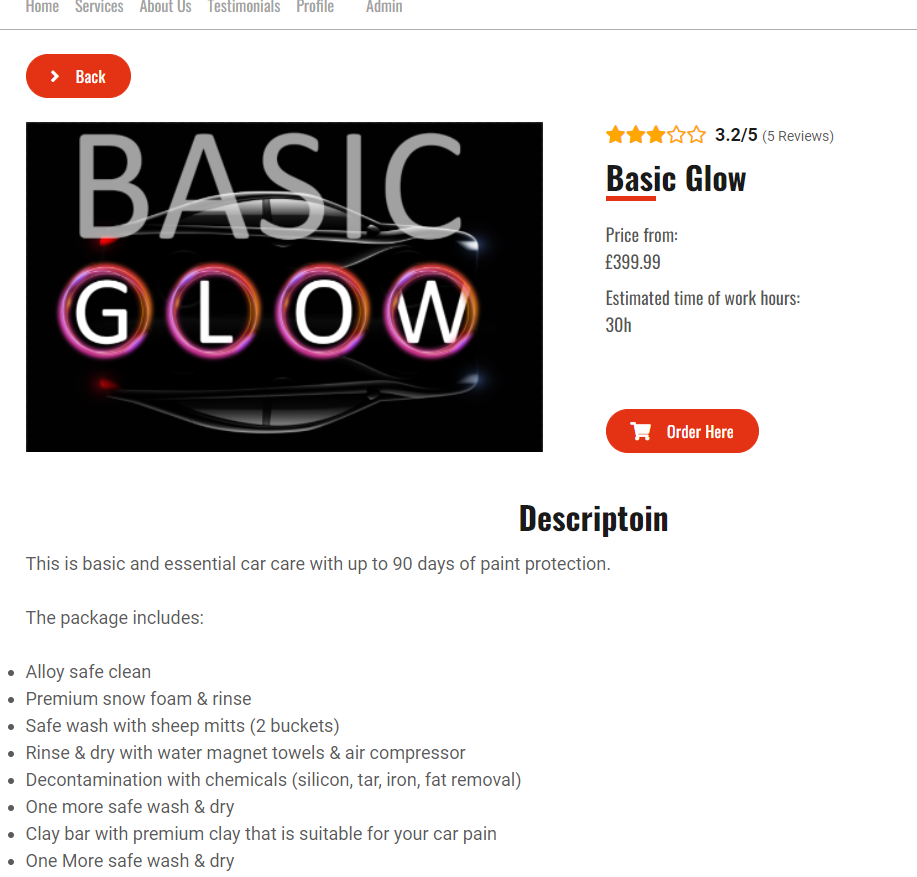 Home Services About Us Testimonials Profile Admin
Back
BASIC
GLOW
3.2/5 (5 Reviews)
Basic Glow
Price from:
£399.99
Estimated time of work hours:
30h
Order Here
Descriptoin
This is basic and essential car care with up to 90 days of paint protection.
The package includes:
Alloy safe clean
Premium snow foam & rinse
Safe wash with sheep mitts (2 buckets)
Rinse & dry with water magnet towels & air compressor
Decontamination with chemicals (silicon, tar, iron, fat removal)
One more safe wash & dry
Clay bar with premium clay that is suitable for your car pain
One More safe wash & dry